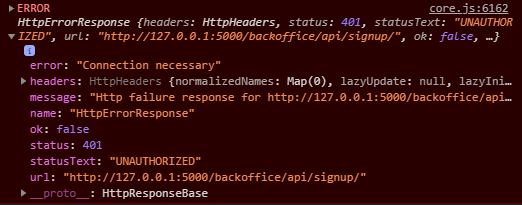 ERROR core.js:6162
HttpErrorResponse {headers: HttpHeaders, status: 401, statusText: "UNAUTHOR
IZED", url: "http://127.0.0.1:5000/backoffice/api/signup/", ok: false, …}
i
error: "Connection necessary"
headers: HttpHeaders {normalizedNames: Map(0), lazyUpdate: null, lazyIni…
message: "Http failure response for http://127.0.0.1:5000/backoffice/api…
name: "HttpErrorResponse"
ok: false
status: 401
statusText: "UNAUTHORIZED"
url: "http://127.0.0.1:5000/backoffice/api/signup/"
__proto__: HttpResponseBase